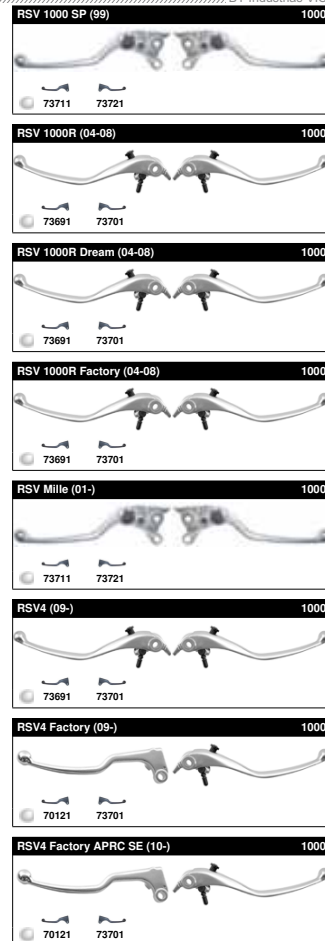 RSV 1000 SP (99) 1000
73711 73721
RSV 1000R (04-08) 1000
73691 73701
RSV 1000R Dream (04-08) 1000
73691 73701
RSV 1000R Factory (04-08) 1000
73691 73701
RSV Mille (01-) 1000
73711 73721
RSV4 (09-) 1000
73691 73701
RSV4 Factory (09-) 1000
70121 73701
RSV4 Factory APRC SE (10-) 1000
70121 73701